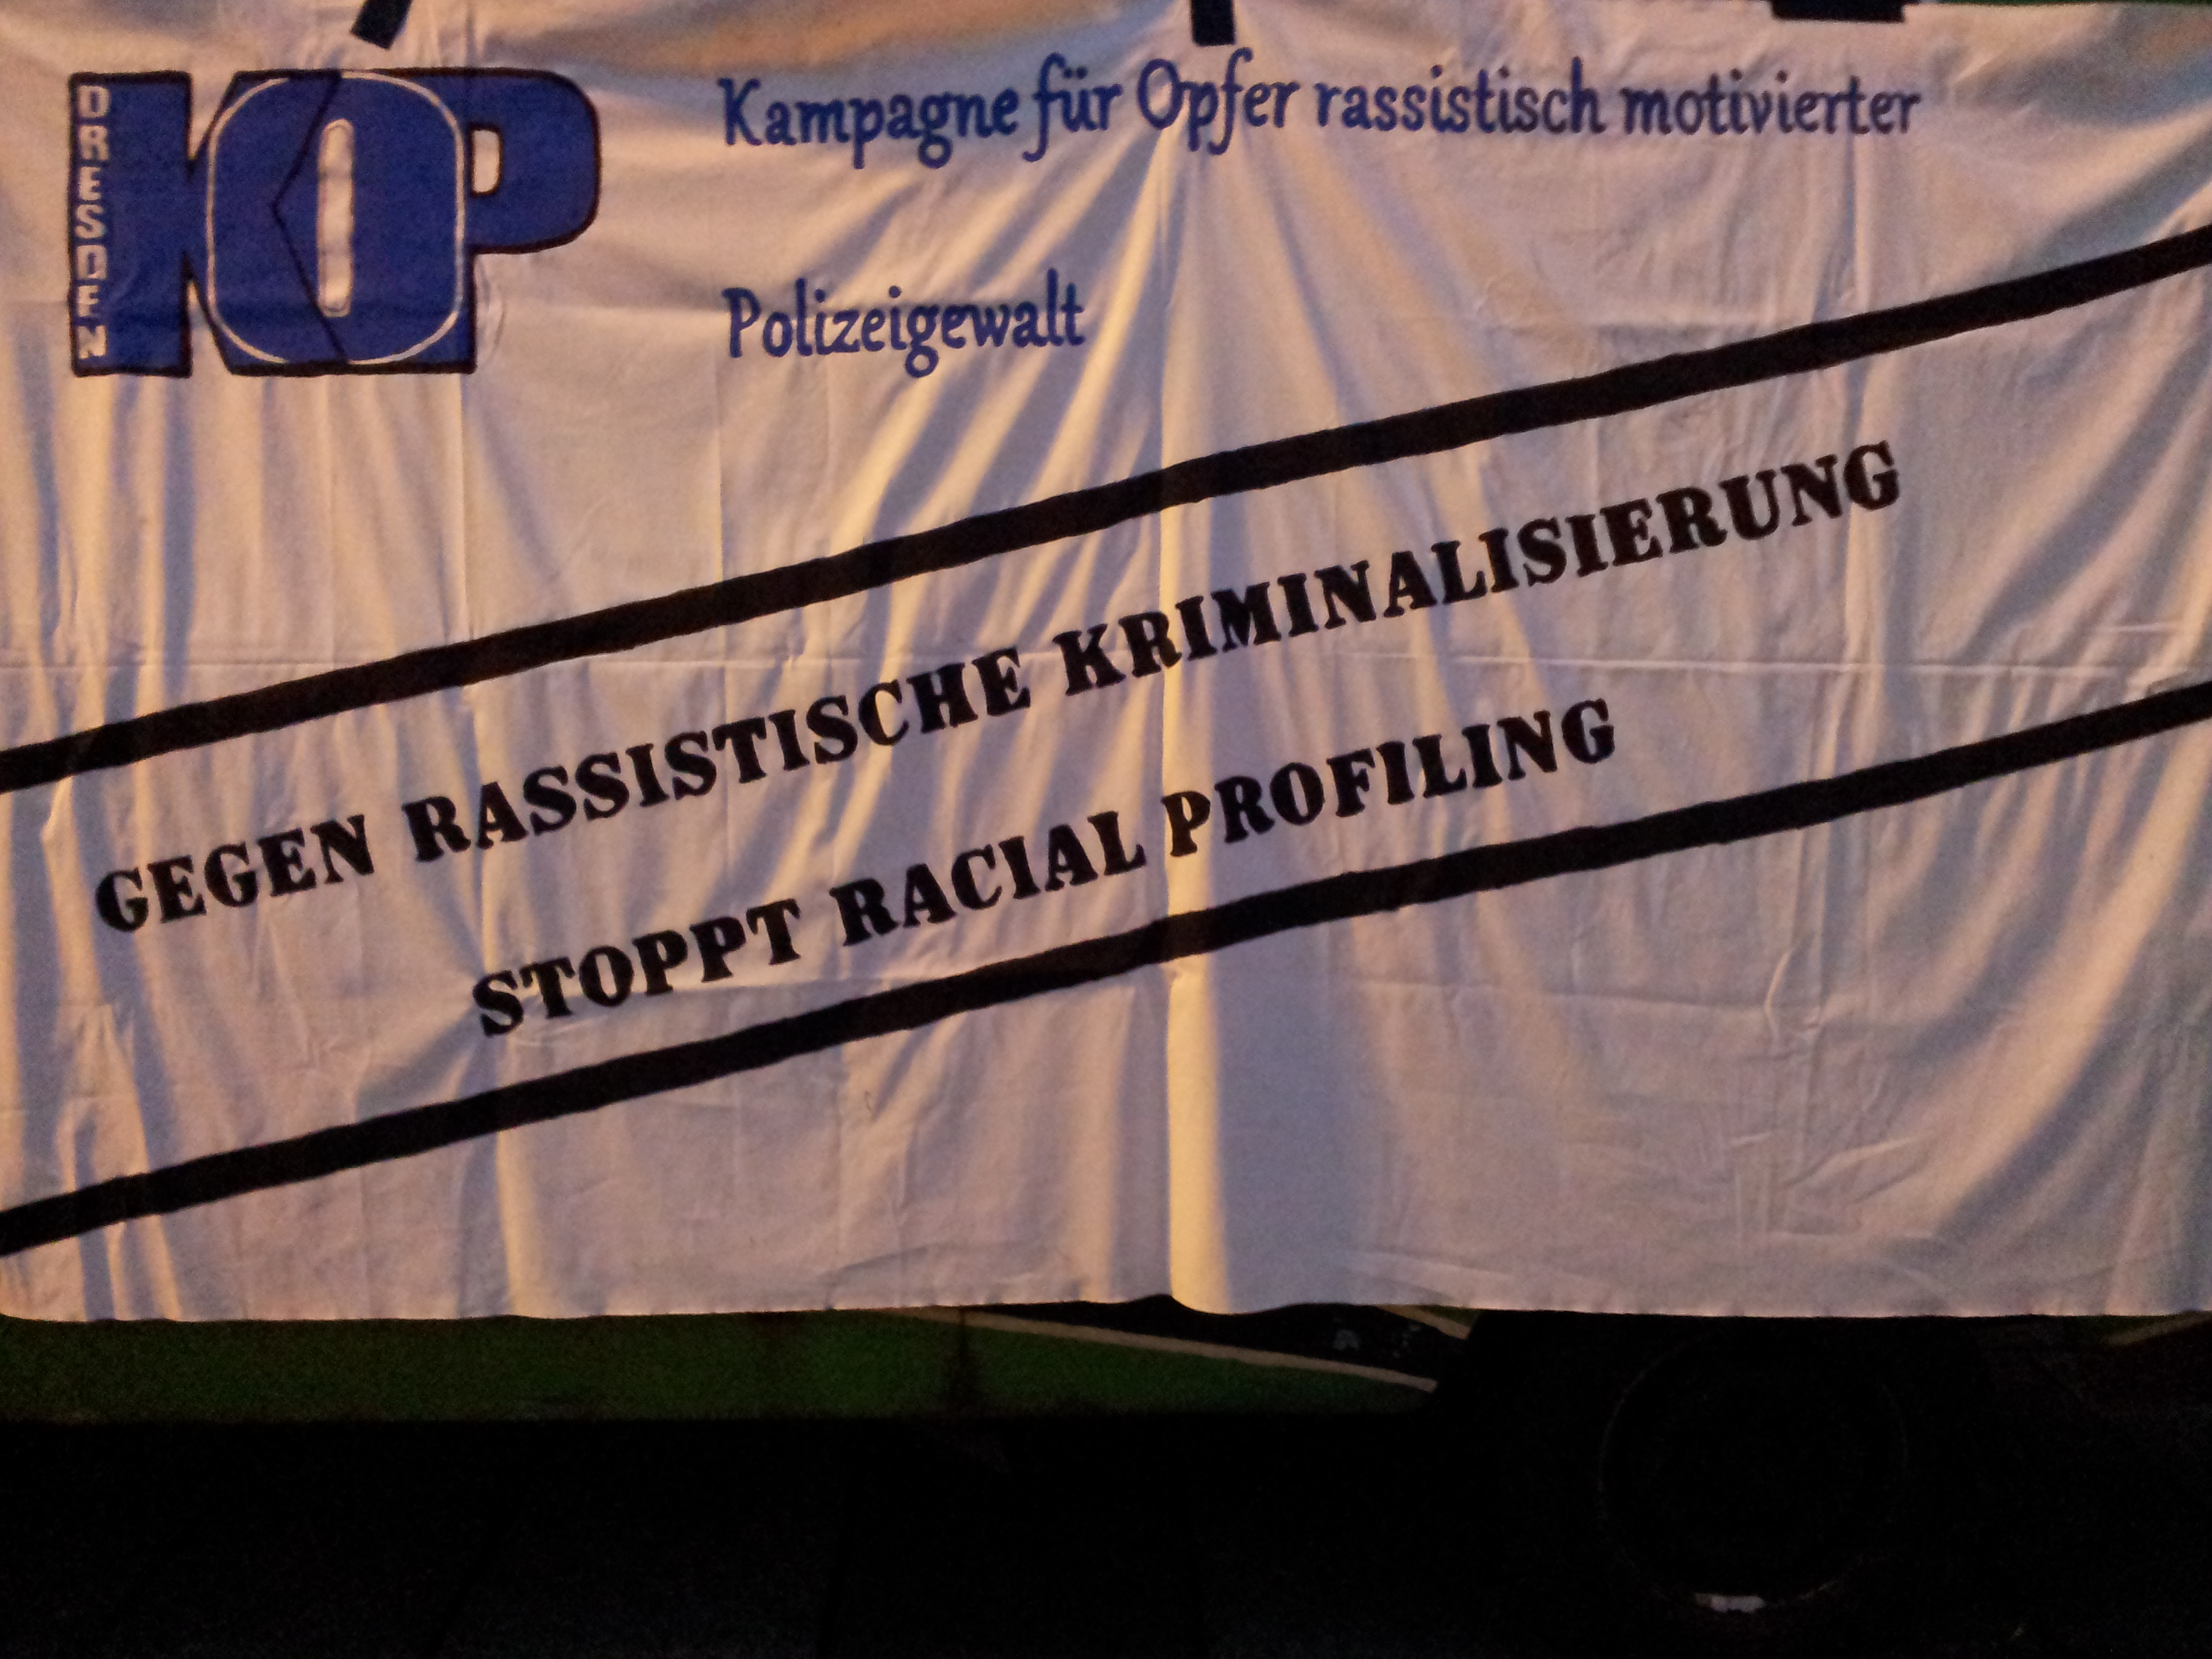 DRESDEN
KOP
Kampagne für Opfer rassistisch motivierter
Polizeigewalt
GEGEN RASSISTISCHE KRIMINALISIERUNG
STOPPT RACIAL PROFILING